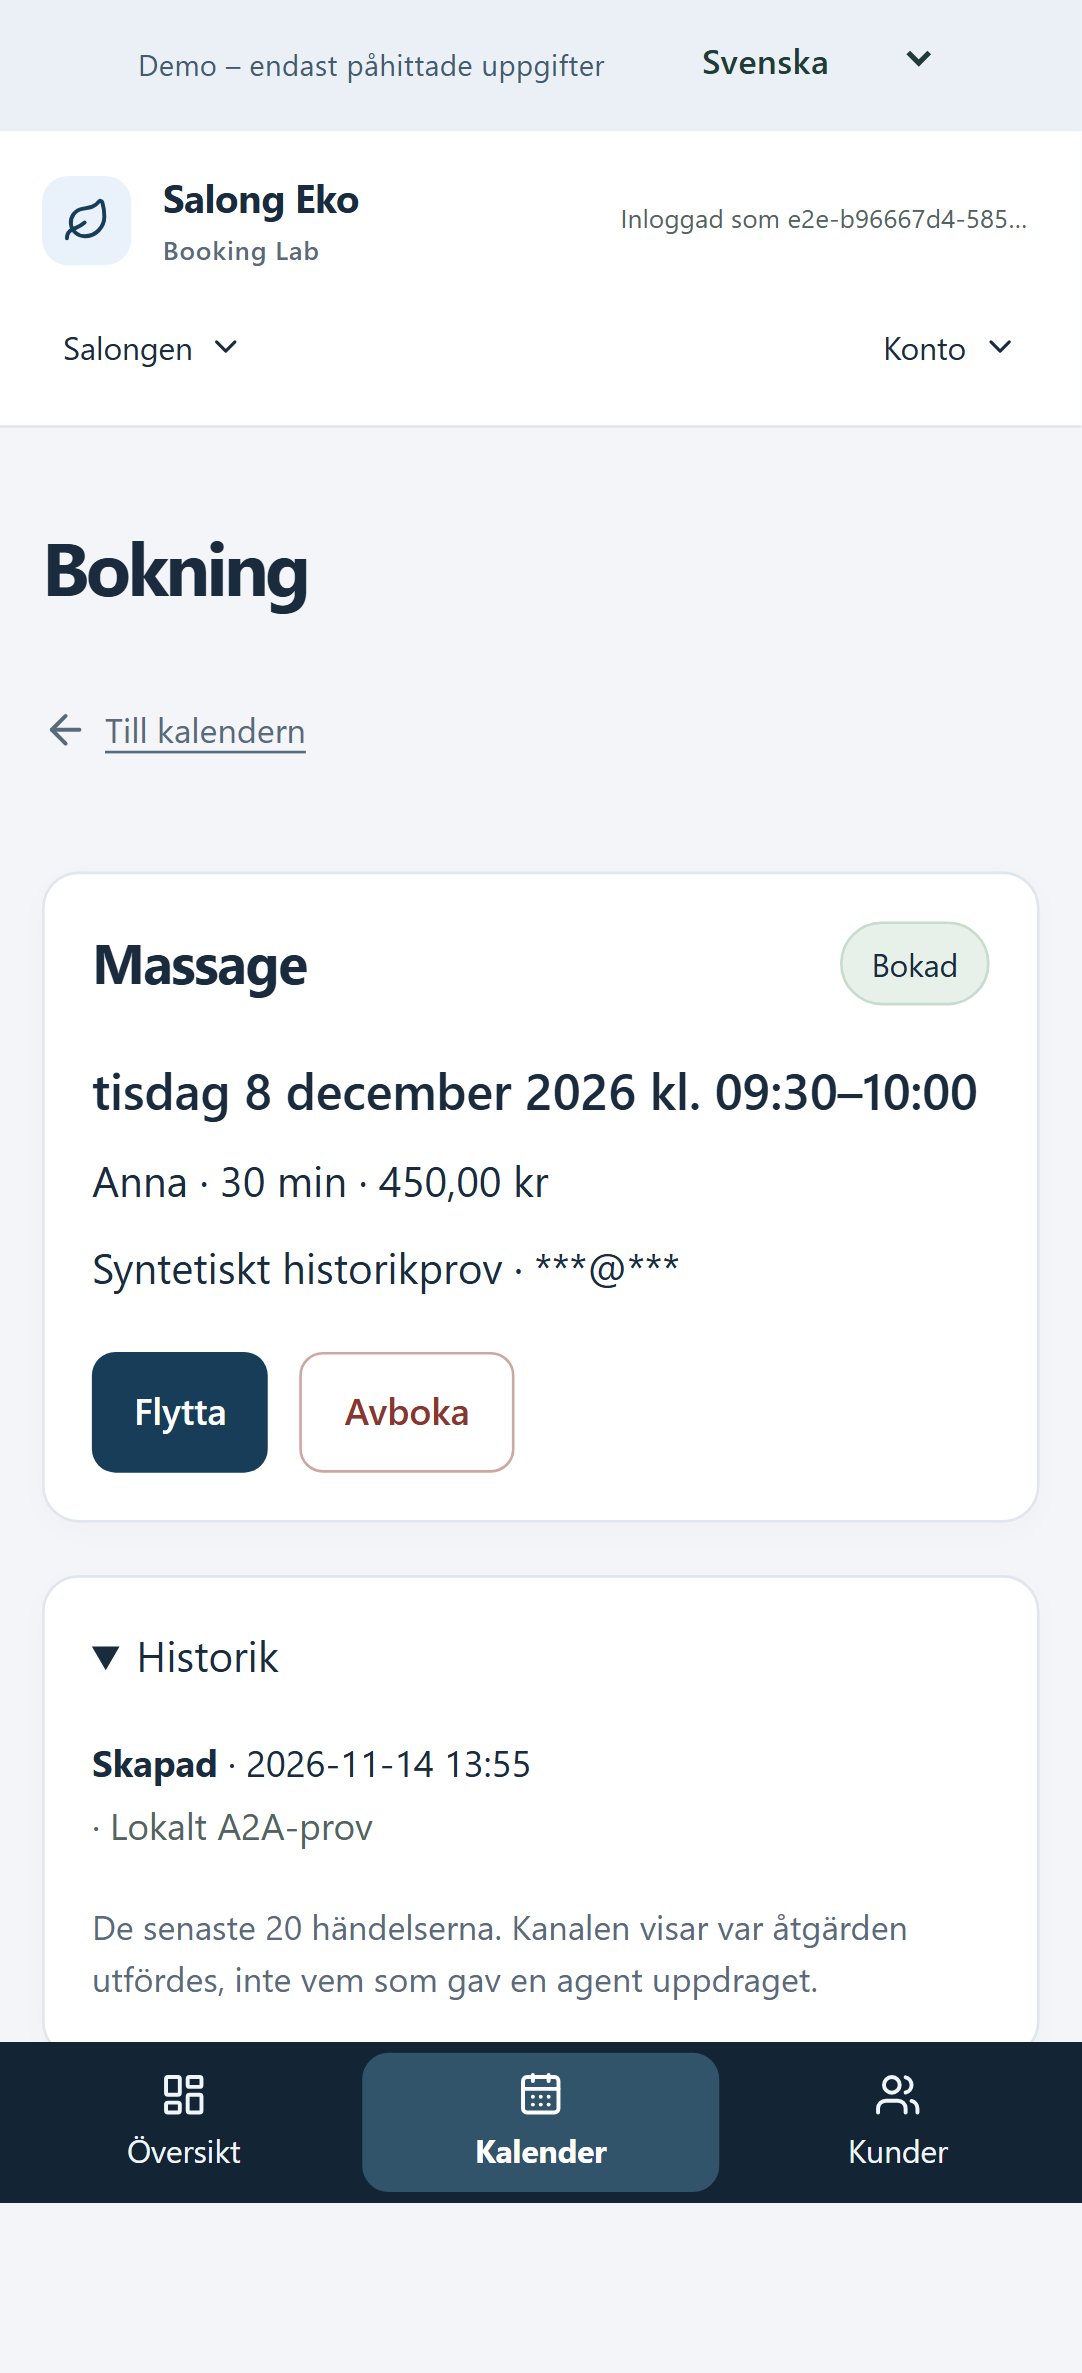 Demo – endast påhittade uppgifter
Svenska
Salong Eko
Booking Lab
Inloggad som e2e-b96667d4-585...
Salongen
Konto
Bokning
Till kalendern
Massage
Bokad
tisdag 8 december 2026 kl. 09:30–10:00
Anna · 30 min · 450,00 kr
Syntetiskt historikprov · ***@***
Flytta
Avboka
Historik
Skapad · 2026-11-14 13:55
· Lokalt A2A-prov
De senaste 20 händelserna. Kanalen visar var åtgärden
utfördes, inte vem som gav en agent uppdraget.
Översikt
Kalender
Kunder